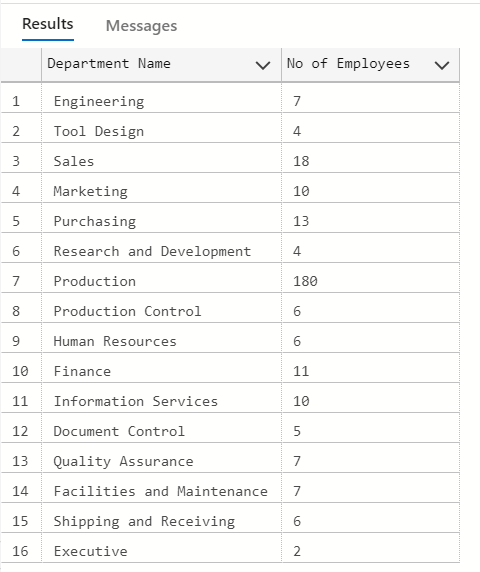 Results Messages
Department Name No of Employees
1 Engineering 7
2 Tool Design 4
3 Sales 18
4 Marketing 10
5 Purchasing 13
6 Research and Development 4
7 Production 180
8 Production Control 6
9 Human Resources 6
10 Finance 11
11 Information Services 10
12 Document Control 5
13 Quality Assurance 7
14 Facilities and Maintenance 7
15 Shipping and Receiving 6
16 Executive 2